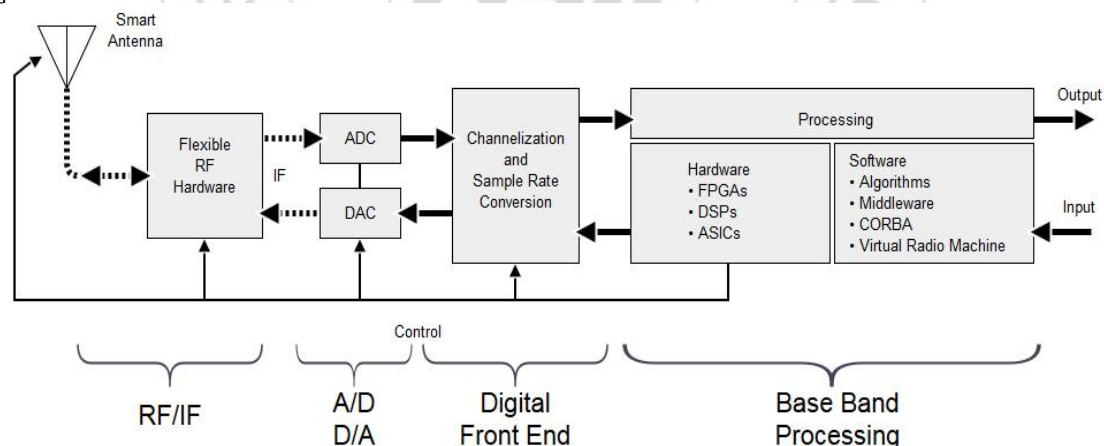 Smart
Antenna
Flexible
RF
Hardware
IF
ADC
DAC
Channelization
and
Sample Rate
Conversion
Processing
Hardware
• FPGAs
• DSPs
• ASICs
Software
• Algorithms
• Middleware
• CORBA
• Virtual Radio Machine
Output
Input
Control
RF/IF
A/D
D/A
Digital
Front End
Base Band
Processing